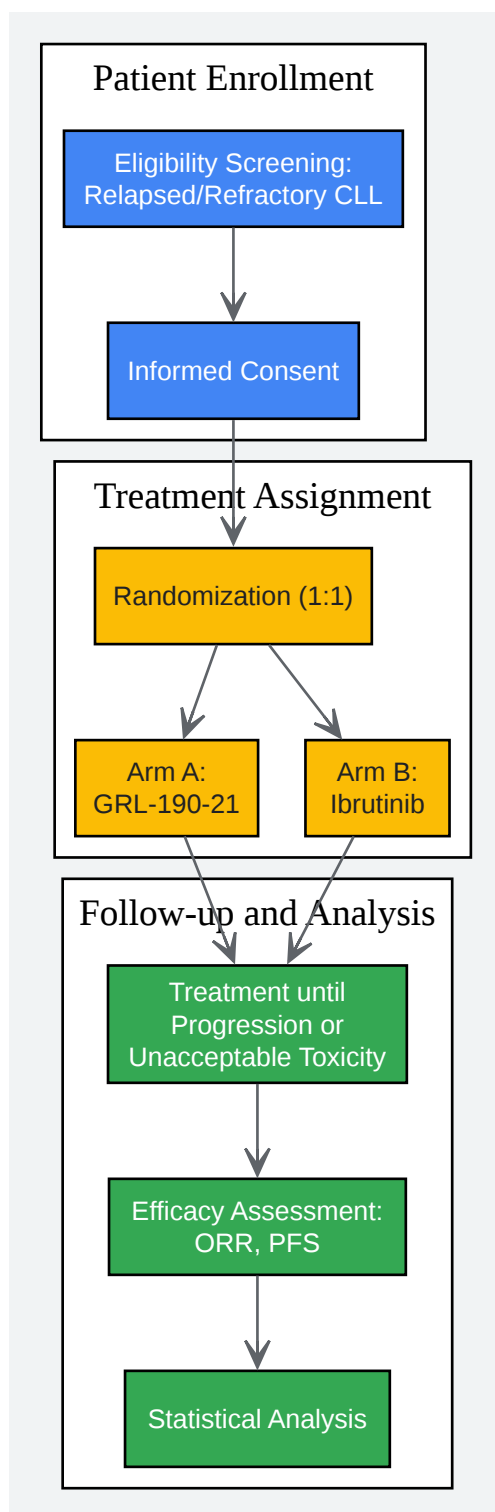 Patient Enrollment
Eligibility Screening:
Relapsed/Refractory CLL
Informed Consent
Treatment Assignment
Randomization (1:1)
Arm A:
GRL-190-21
Arm B:
Ibrutinib
Follow-up and Analysis
Treatment until
Progression or
Unacceptable Toxicity
Efficacy Assessment:
ORR, PFS
Statistical Analysis